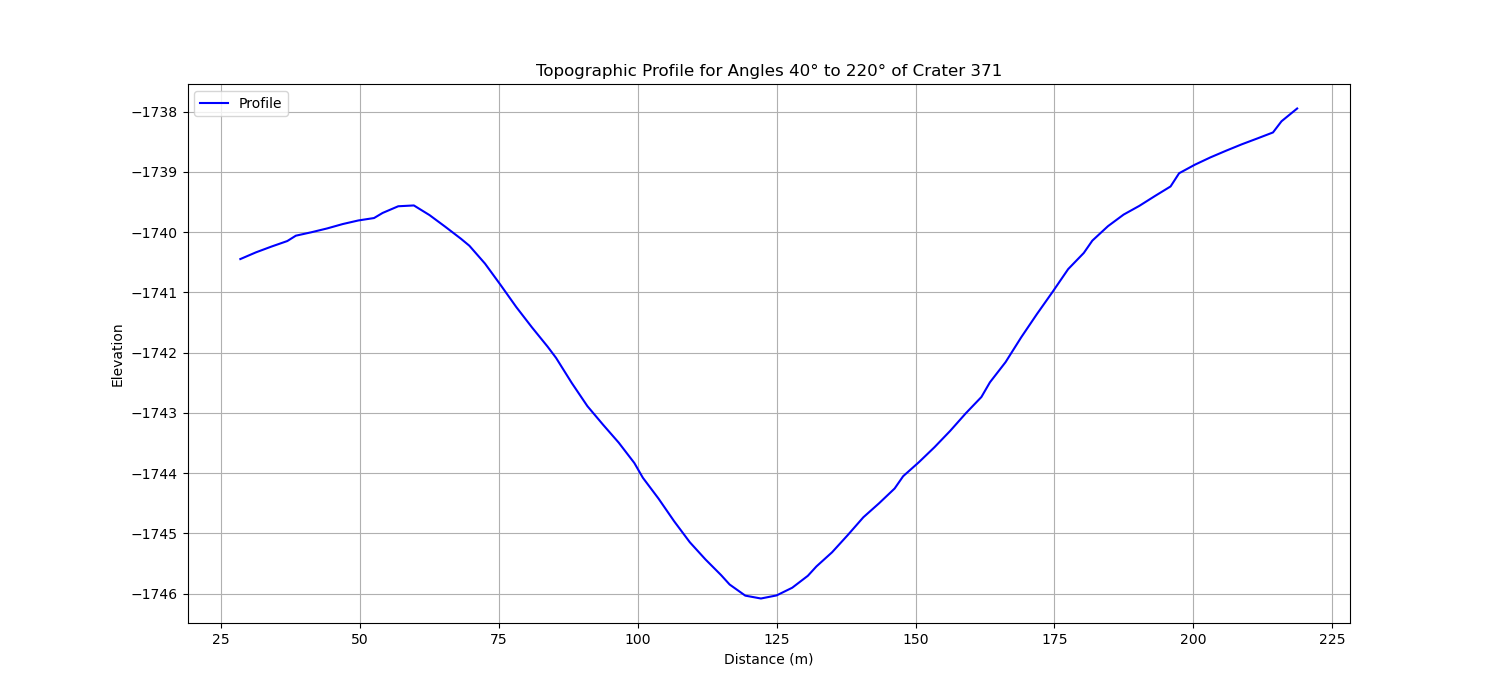 Topographic Profile for Angles 40° to 220° of Crater 371
Profile
−1738
−1739
−1740
−1741
−1742
−1743
−1744
−1745
−1746
Elevation
25 50 75 100 125 150 175 200 225
Distance (m)